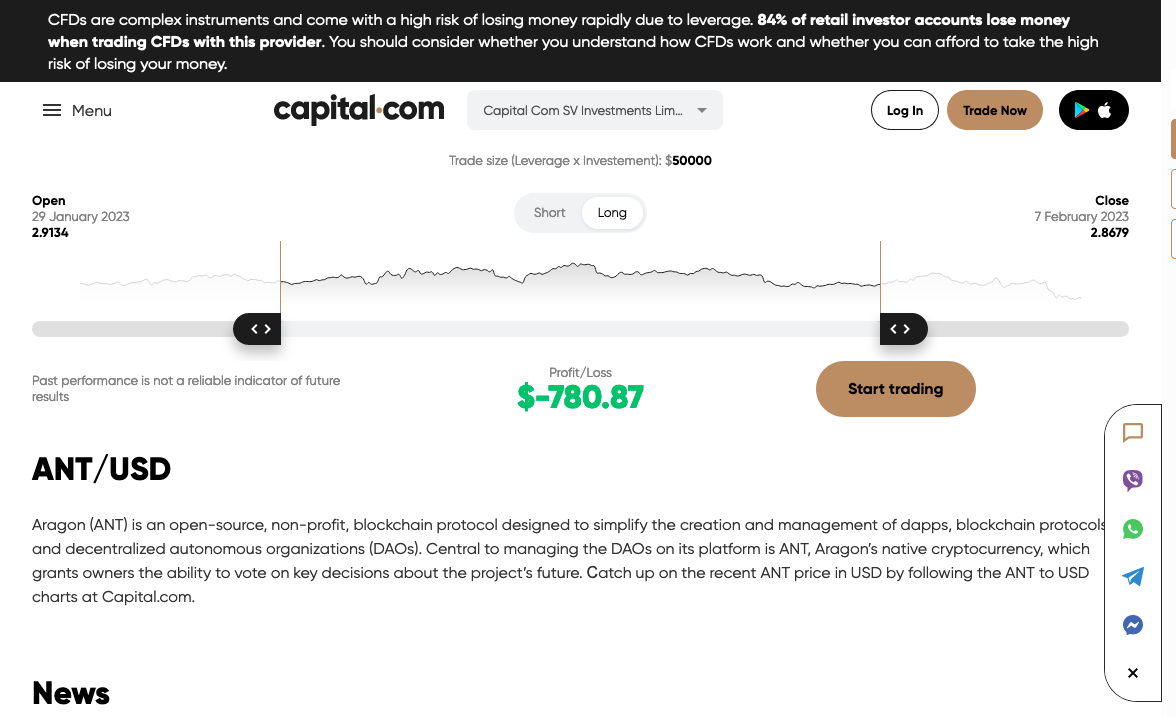 CFDs are complex instruments and come with a high risk of losing money rapidly due to leverage. 84% of retail investor accounts lose money
when trading CFDs with this provider. You should consider whether you understand how CFDs work and whether you can afford to take the high
risk of losing your money.
Menu
capital.com
Capital Com SV Investments Lim...
Log In
Trade Now
Trade size (Leverage x Investement): $50000
Open
29 January 2023
2.9134
Short
Long
Close
7 February 2023
2.8679
Past performance is not a reliable indicator of future
results
Profit/Loss
$-780.87
Start trading
ANT/USD
Aragon (ANT) is an open-source, non-profit, blockchain protocol designed to simplify the creation and management of dapps, blockchain protocols
and decentralized autonomous organizations (DAOs). Central to managing the DAOs on its platform is ANT, Aragon’s native cryptocurrency, which
grants owners the ability to vote on key decisions about the project’s future. Catch up on the recent ANT price in USD by following the ANT to USD
charts at Capital.com.
News